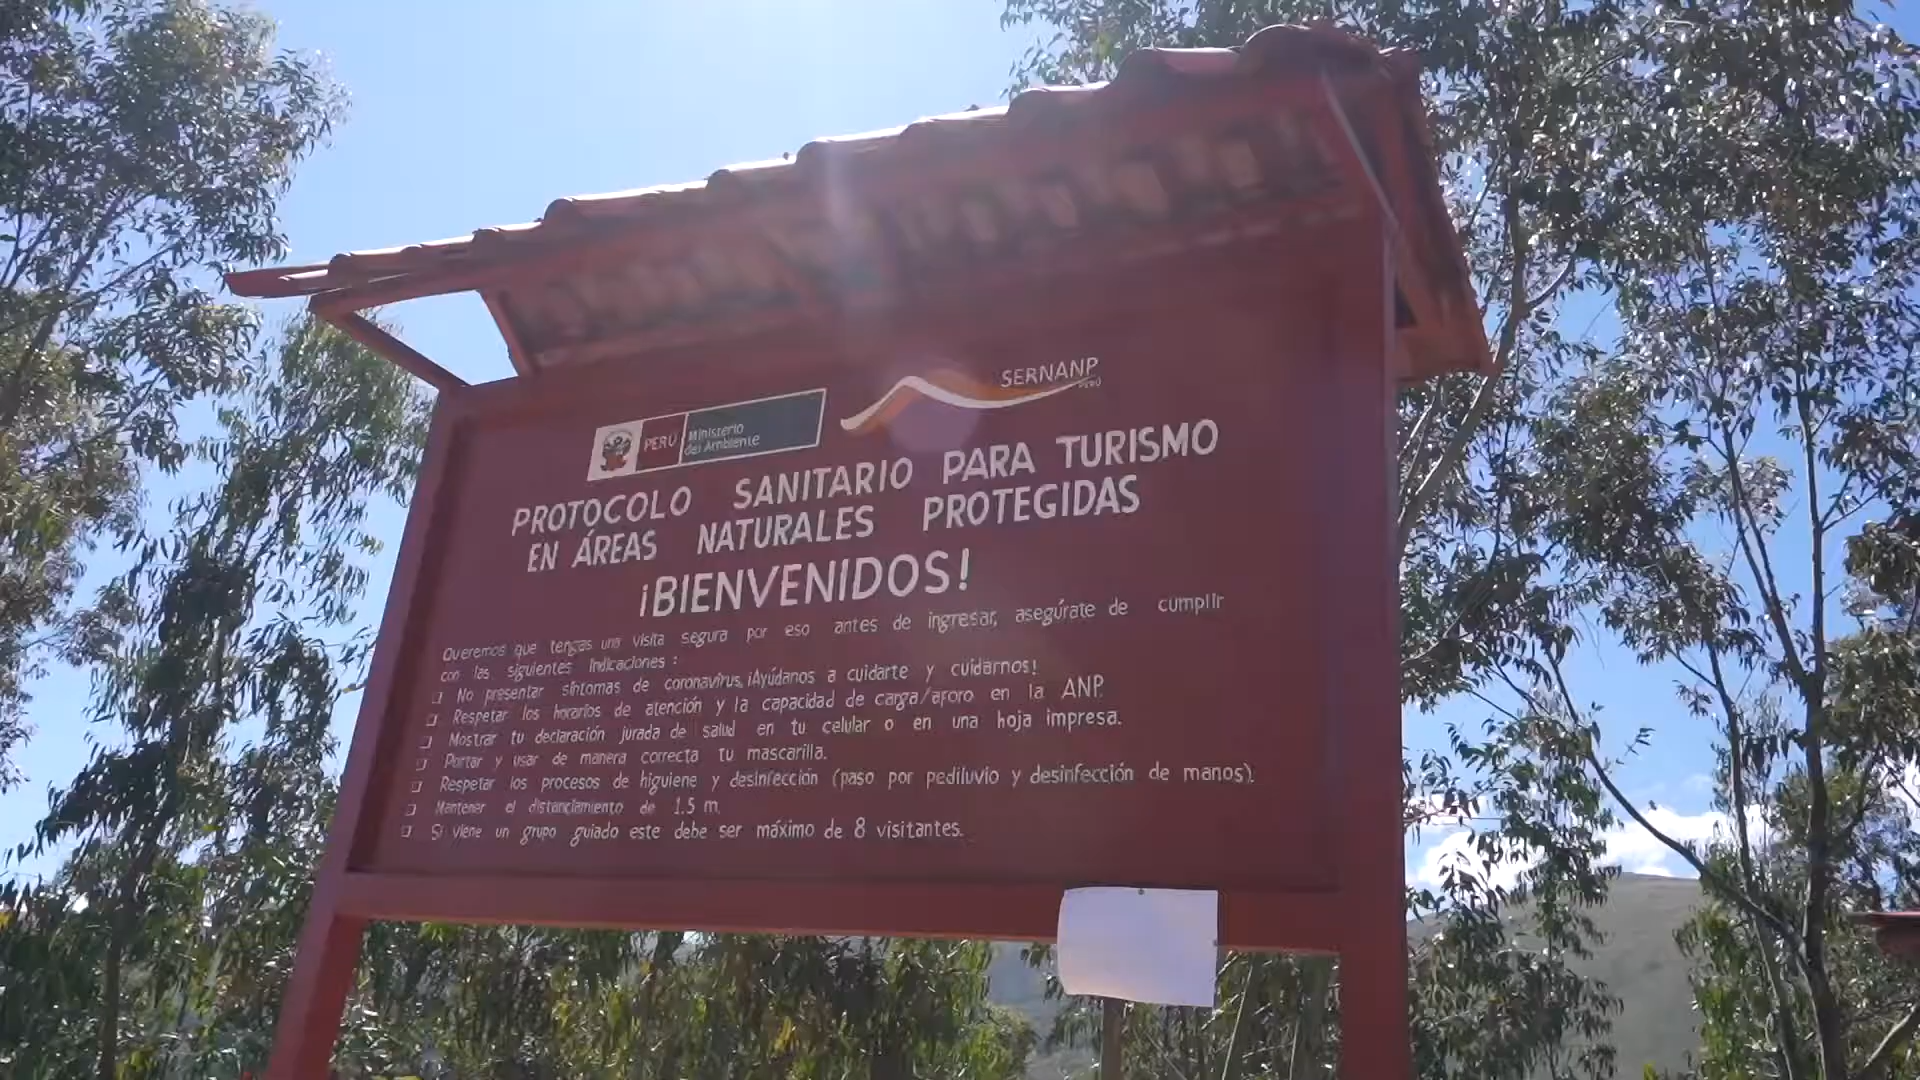 PERÚ
Ministerio
del Ambiente
SERNANP
PERÚ
PROTOCOLO SANITARIO PARA TURISMO
EN ÁREAS NATURALES PROTEGIDAS
¡BIENVENIDOS!
Queremos que tengas una visita segura por eso antes de ingresar, asegúrate de cumplir
con las siguientes indicaciones:
No presentar síntomas de coronavirus, ¡Ayúdanos a cuidarte y cuidarnos!
Respetar los horarios de atención y la capacidad de carga/aforo en la ANP.
Mostrar tu declaración jurada de salud en tu celular o en una hoja impresa.
Portar y usar de manera correcta tu mascarilla.
Respetar los procesos de higuiene y desinfección (paso por pediluvio y desinfección de manos).
Mantener el distanciamiento de 1.5 m.
Si viene un grupo guiado este debe ser máximo de 8 visitantes.